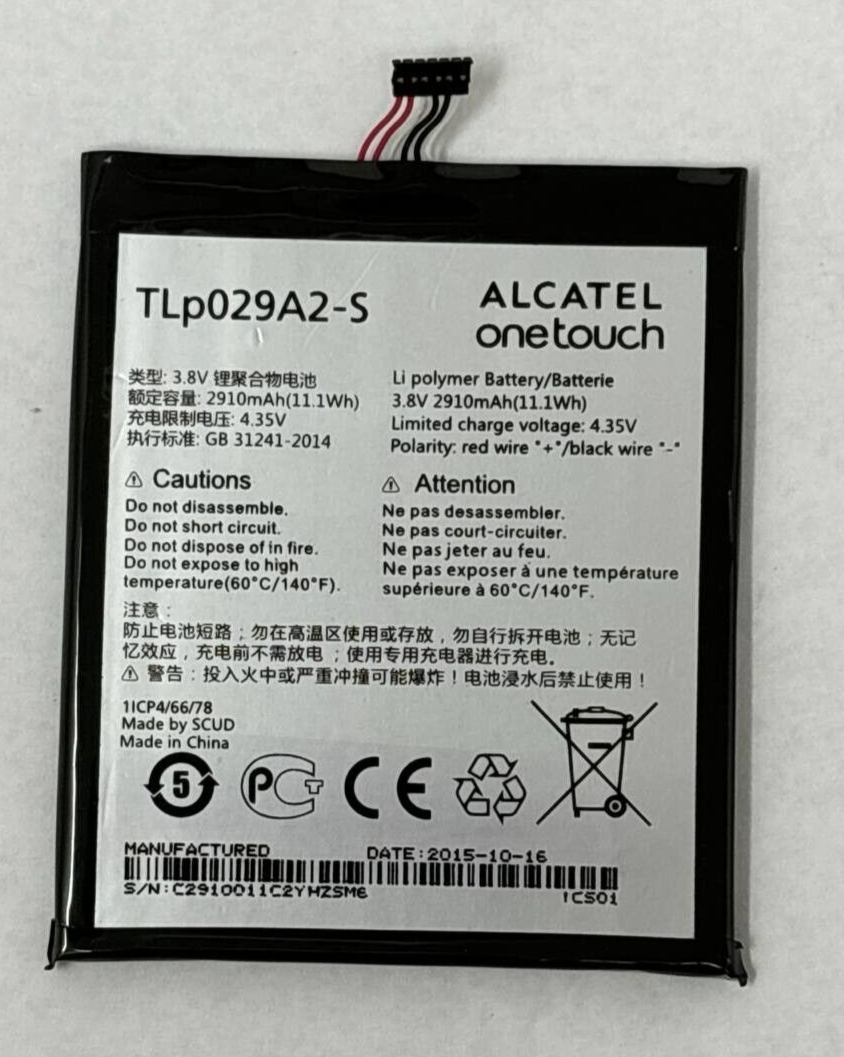 TLp029A2-S
ALCATEL
onetouch
类型: 3.8V 锂聚合物电池
额定容量: 2910mAh(11.1Wh)
充电限制电压: 4.35V
执行标准: GB 31241-2014
Li polymer Battery/Batterie
3.8V 2910mAh(11.1Wh)
Limited charge voltage: 4.35V
Polarity: red wire "+"/black wire "-"
⚠ Cautions
Do not disassemble.
Do not short circuit.
Do not dispose of in fire.
Do not expose to high
temperature(60°C/140°F).
⚠ Attention
Ne pas desassembler.
Ne pas court-circuiter.
Ne pas jeter au feu.
Ne pas exposer à une température
supérieure à 60°C/140°F.
注意：
防止电池短路；勿在高温区使用或存放，勿自行拆开电池；无记
忆效应，充电前不需放电；使用专用充电器进行充电。
⚠ 警告：投入火中或严重冲撞可能爆炸！电池浸水后禁止使用！
1ICP4/66/78
Made by SCUD
Made in China
5
PCT
CE
MANUFACTURED DATE:2015-10-16
S/N:C2910011C2YHZSM6
1CS01